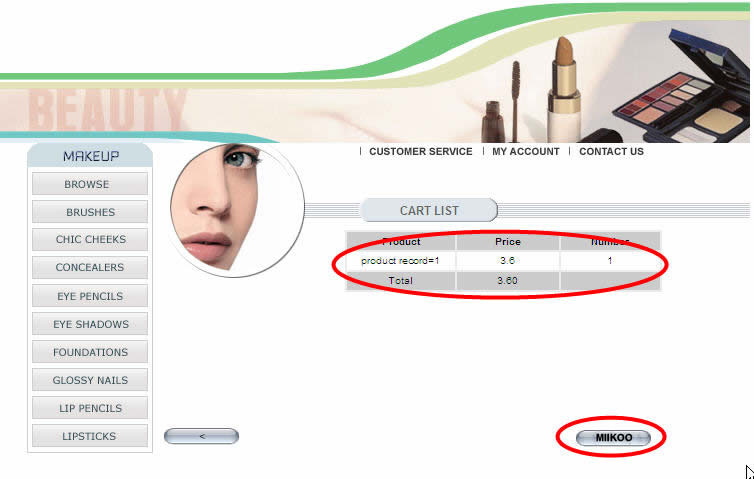 BEAUTY
CUSTOMER SERVICE | MY ACCOUNT | CONTACT US
MAKEUP
BROWSE
BRUSHES
CHIC CHEEKS
CONCEALERS
EYE PENCILS
EYE SHADOWS
FOUNDATIONS
GLOSSY NAILS
LIP PENCILS
LIPSTICKS
CART LIST
Product Price Number
product record=1 3.6 1
Total 3.60
<
MIIKOO